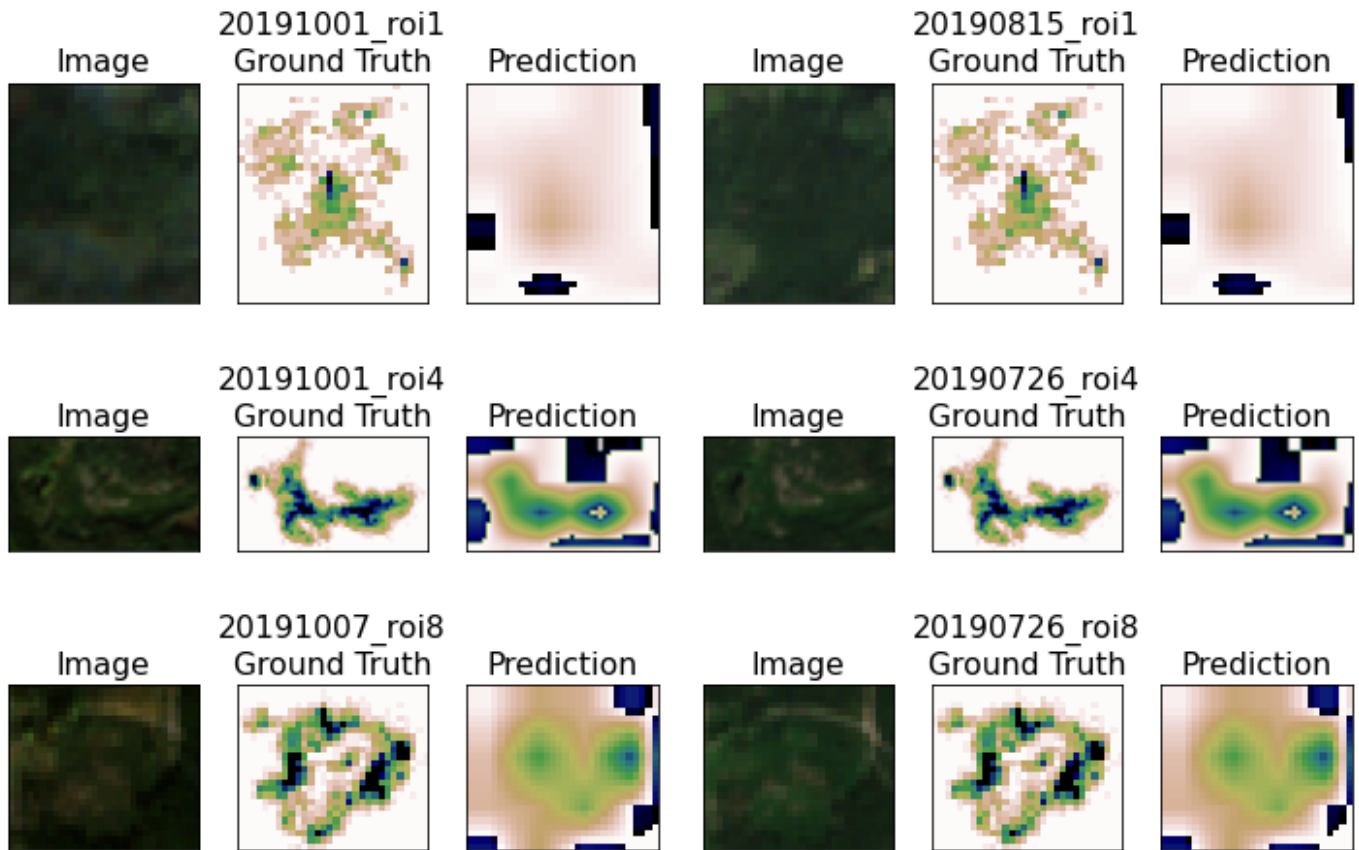 20191001_roi1
Image Ground Truth Prediction
20190815_roi1
Image Ground Truth Prediction
20191001_roi4
Image Ground Truth Prediction
20190726_roi4
Image Ground Truth Prediction
20191007_roi8
Image Ground Truth Prediction
20190726_roi8
Image Ground Truth Prediction